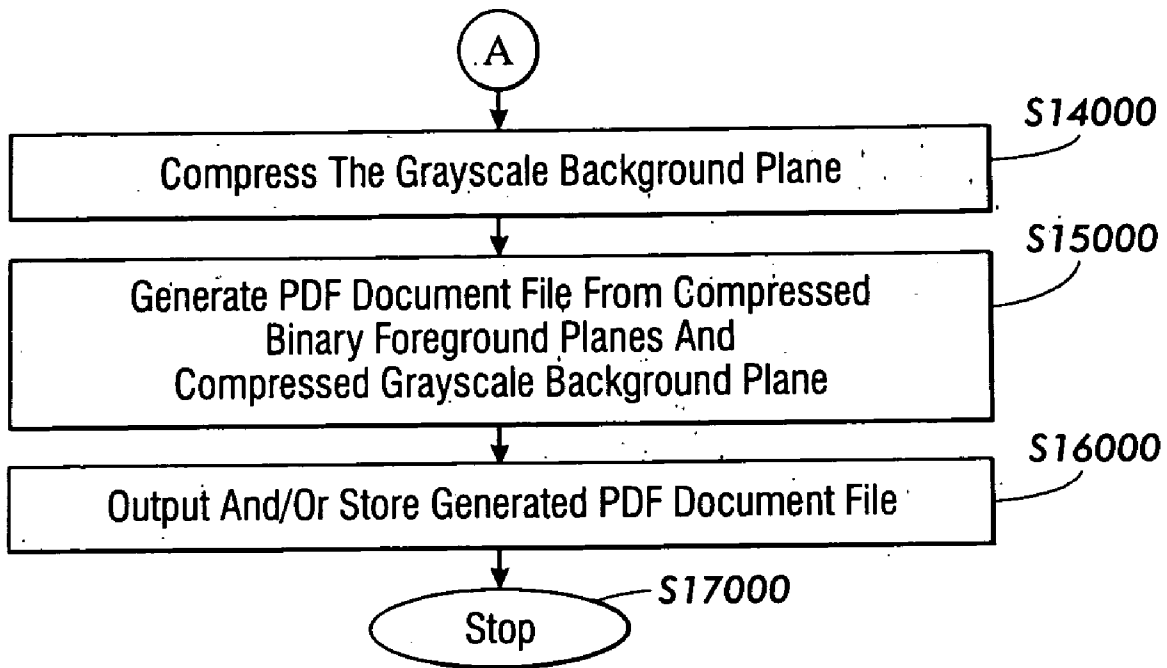 A
S14000
Compress The Grayscale Background Plane
S15000
Generate PDF Document File From Compressed
Binary Foreground Planes And
Compressed Grayscale Background Plane
S16000
Output And/Or Store Generated PDF Document File
S17000
Stop